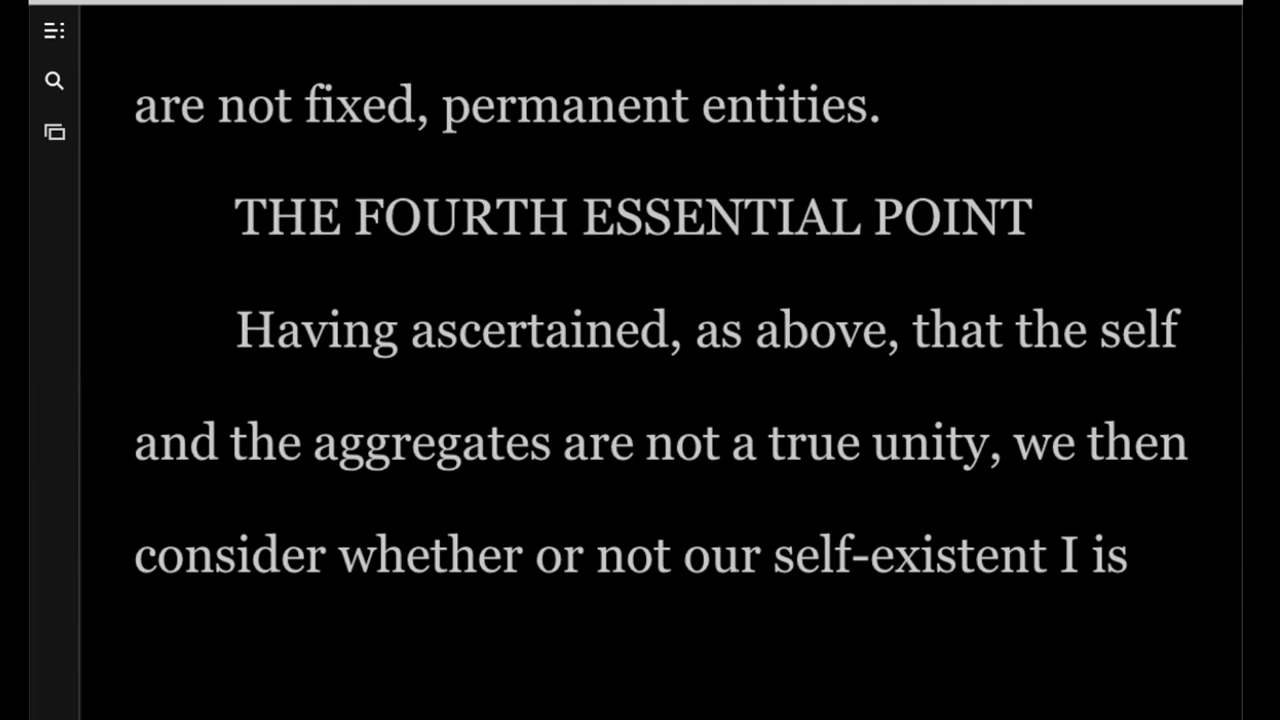 are not fixed, permanent entities.
THE FOURTH ESSENTIAL POINT
Having ascertained, as above, that the self
and the aggregates are not a true unity, we then
consider whether or not our self-existent I is